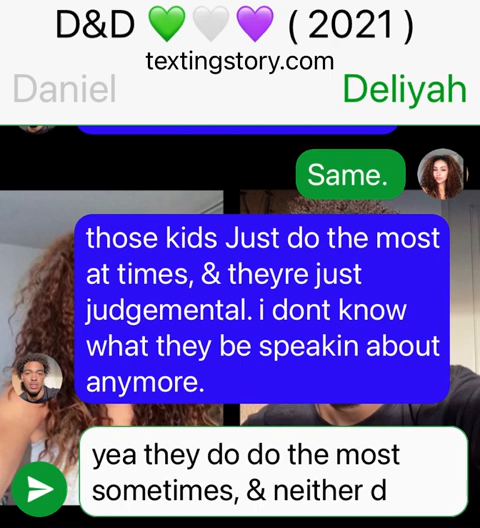 D&D 💚🤍💜 ( 2021 )
textingstory.com
Daniel
Deliyah
Same.
those kids Just do the most
at times, & theyre just
judgemental. i dont know
what they be speakin about
anymore.
yea they do do the most
sometimes, & neither d